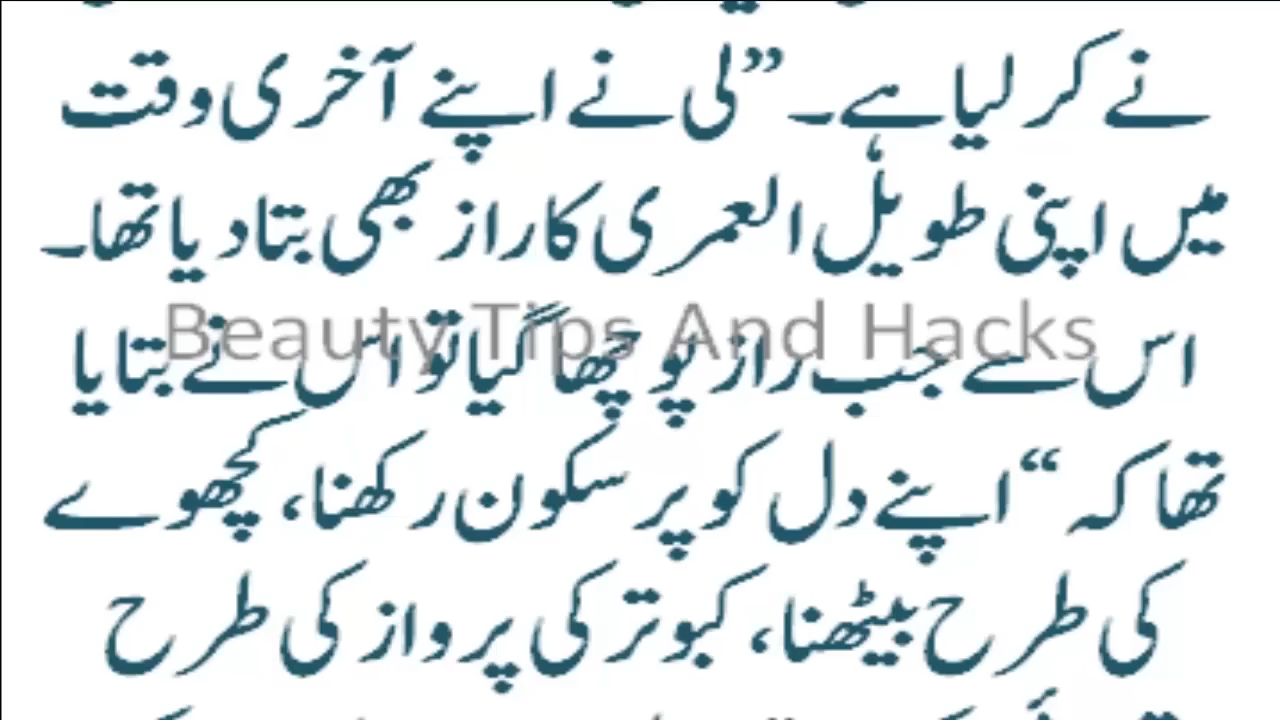 نے کر لیا ہے۔ ”لی نے اپنے آخری وقت
میں اپنی طویل العمری کا راز بھی بتا دیا تھا۔
Beauty Tips And Hacks
اس سے جب راز پوچھا گیا تو اس نے بتایا
تھا کہ “اپنے دل کو پر سکون رکھنا، کچھوے
کی طرح بیٹھنا، کبوتر کی پرواز کی طرح